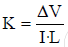 K = ΔV / I·L